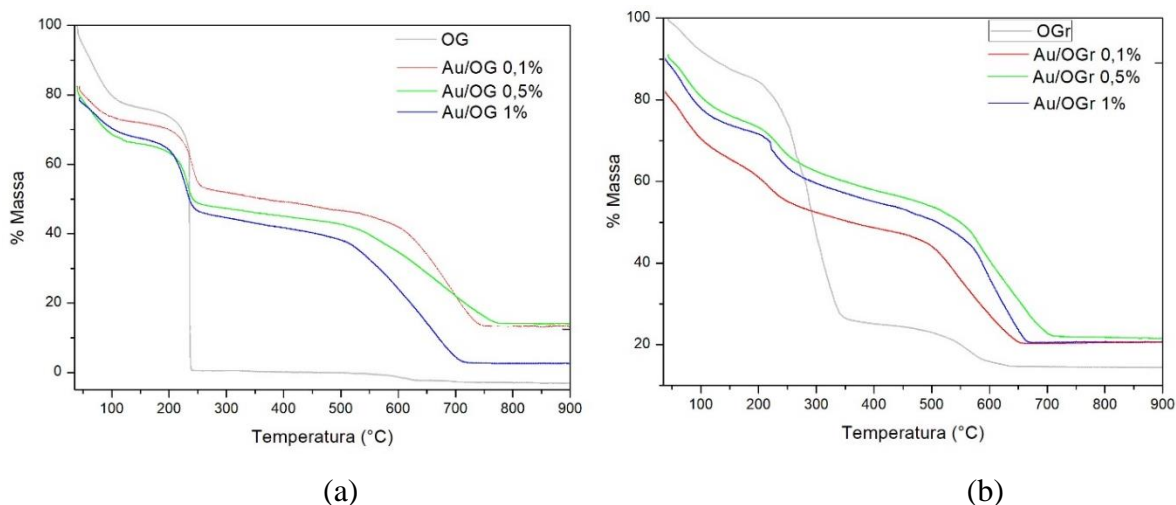 100
80
60
40
20
0
% Massa
100 200 300 400 500 600 700 800 900
Temperatura (°C)
OG
Au/OG 0,1%
Au/OG 0,5%
Au/OG 1%
(a)
100
80
60
40
20
% Massa
100 200 300 400 500 600 700 800 900
Temperatura (°C)
OGr
Au/OGr 0,1%
Au/OGr 0,5%
Au/OGr 1%
(b)